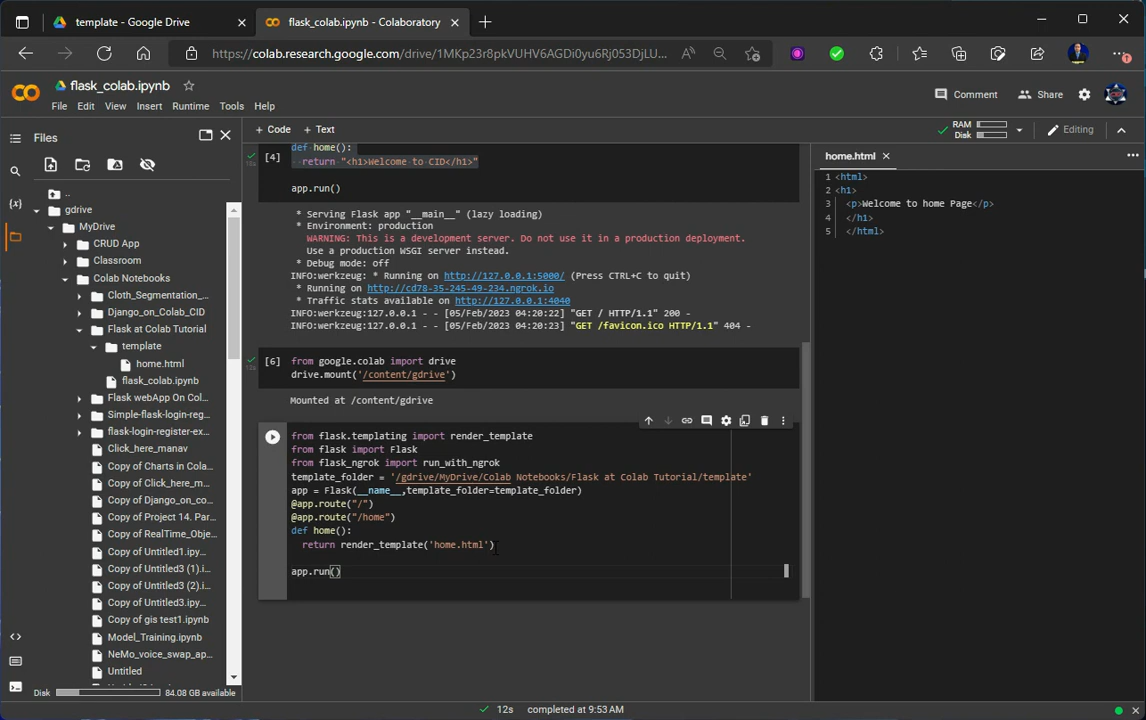 template - Google Drive
flask_colab.ipynb - Colaboratory
https://colab.research.google.com/drive/1MKp23r8pkVUHV6AGDi0yu6Rj053DjLU...
flask_colab.ipynb
File Edit View Insert Runtime Tools Help
Comment
Share
Files
+ Code + Text
RAM
Disk
Editing
..
gdrive
MyDrive
CRUD App
Classroom
Colab Notebooks
Cloth_Segmentation_...
Django_on_Colab_CID
Flask at Colab Tutorial
template
home.html
flask_colab.ipynb
Flask webApp On Col...
Simple-flask-login-reg...
flask-login-register-ex...
Click_here_manav
Copy of Charts in Cola...
Copy of Click_here_m...
Copy of Django_on_co...
Copy of Project 14. Par...
Copy of RealTime_Obje...
Copy of Untitled1.ipy...
Copy of Untitled3 (1).i...
Copy of Untitled3 (2).i...
Copy of Untitled3.ipy...
Copy of gis test1.ipynb
Model_Training.ipynb
NeMo_voice_swap_ap...
Untitled
Disk
84.08 GB available
def home():
[4] return "<h1>Welcome to CID</h1>"
app.run()
* Serving Flask app "__main__" (lazy loading)
* Environment: production
WARNING: This is a development server. Do not use it in a production deployment.
Use a production WSGI server instead.
* Debug mode: off
INFO:werkzeug: * Running on http://127.0.0.1:5000/ (Press CTRL+C to quit)
* Running on http://cd78-35-245-49-234.ngrok.io
* Traffic stats available on http://127.0.0.1:4040
INFO:werkzeug:127.0.0.1 - - [05/Feb/2023 04:20:22] "GET / HTTP/1.1" 200 -
INFO:werkzeug:127.0.0.1 - - [05/Feb/2023 04:20:23] "GET /favicon.ico HTTP/1.1" 404 -
[6] from google.colab import drive
drive.mount('/content/gdrive')
Mounted at /content/gdrive
from flask.templating import render_template
from flask import Flask
from flask_ngrok import run_with_ngrok
template_folder = '/gdrive/MyDrive/Colab Notebooks/Flask at Colab Tutorial/template'
app = Flask(__name__,template_folder=template_folder)
@app.route("/")
@app.route("/home")
def home():
return render_template('home.html')
app.run()
home.html
1 <html>
2 <h1>
3 <p>Welcome to home Page</p>
4 </h1>
5 </html>
12s completed at 9:53 AM